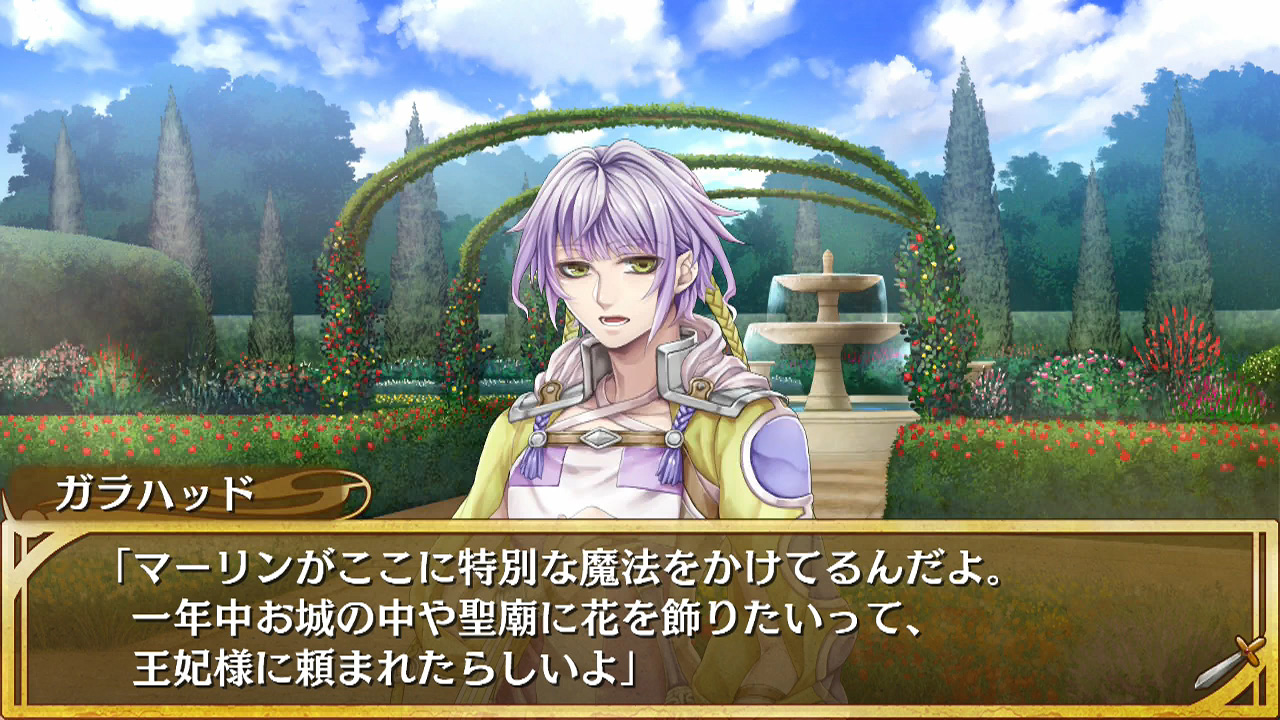 ガラハッド
「マーリンがここに特別な魔法をかけてるんだよ。
一年中お城の中や聖廟に花を飾りたいって、
王妃様に頼まれたらしいよ」